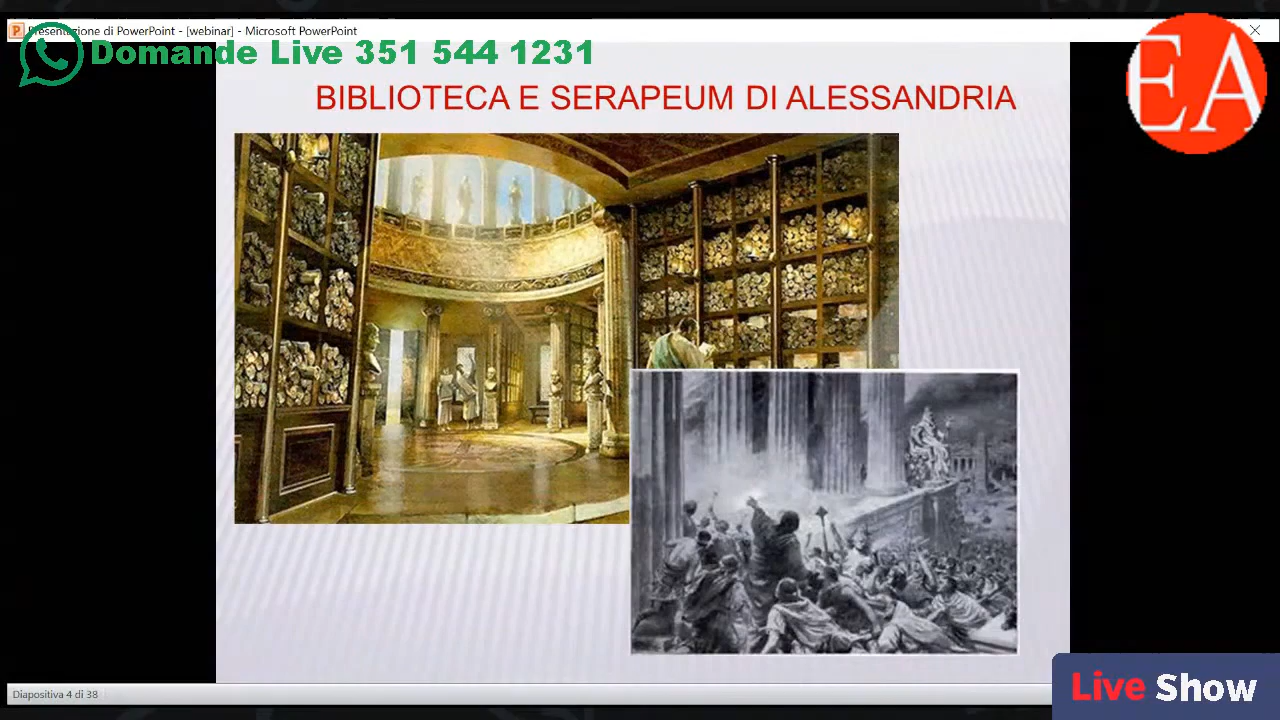 Presentazione di PowerPoint - [webinar] - Microsoft PowerPoint
Domande Live 351 544 1231
EA
BIBLIOTECA E SERAPEUM DI ALESSANDRIA
Diapositiva 4 di 38
Live Show